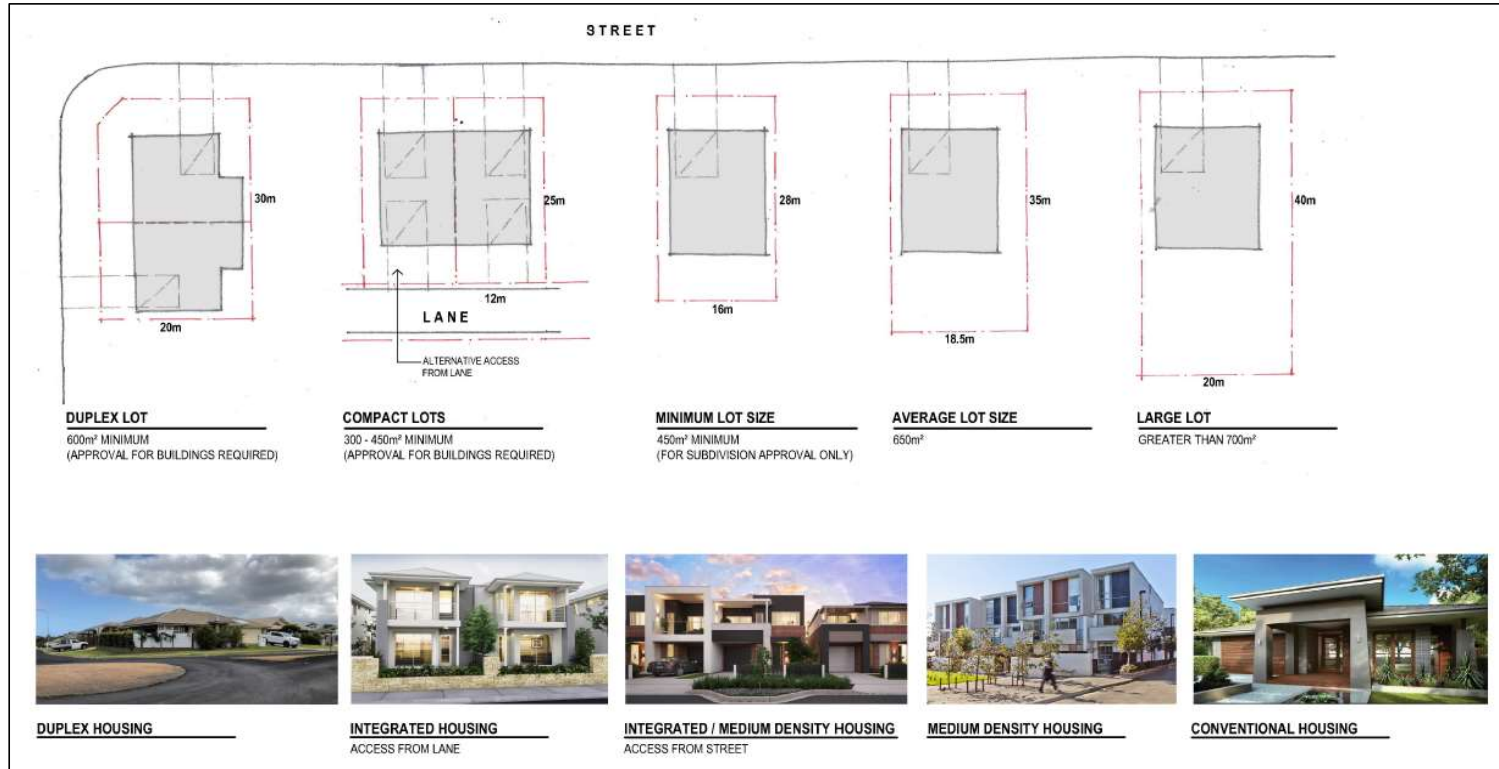 STREET
30m
20m
25m
12m
LANE
ALTERNATIVE ACCESS
FROM LANE
28m
16m
35m
18.5m
40m
20m
DUPLEX LOT
600m² MINIMUM
(APPROVAL FOR BUILDINGS REQUIRED)
COMPACT LOTS
300 - 450m² MINIMUM
(APPROVAL FOR BUILDINGS REQUIRED)
MINIMUM LOT SIZE
450m² MINIMUM
(FOR SUBDIVISION APPROVAL ONLY)
AVERAGE LOT SIZE
650m²
LARGE LOT
GREATER THAN 700m²
DUPLEX HOUSING
INTEGRATED HOUSING
ACCESS FROM LANE
INTEGRATED / MEDIUM DENSITY HOUSING
ACCESS FROM STREET
MEDIUM DENSITY HOUSING
CONVENTIONAL HOUSING